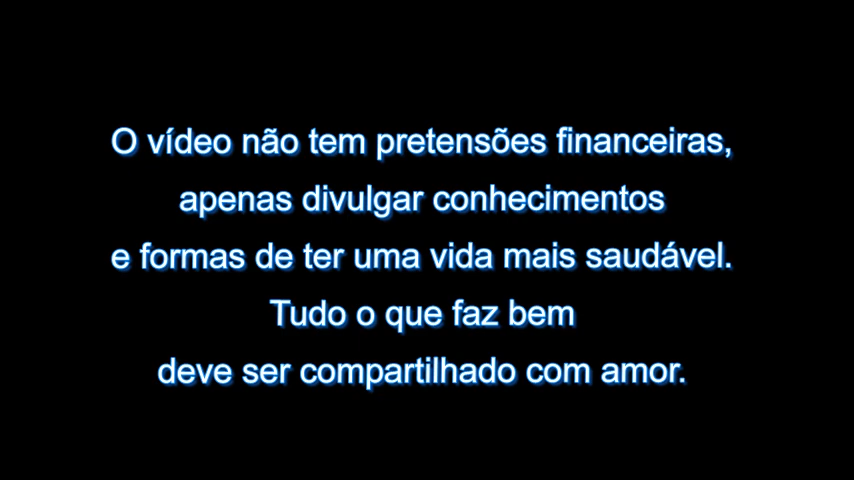 O vídeo não tem pretensões financeiras,
apenas divulgar conhecimentos
e formas de ter uma vida mais saudável.
Tudo o que faz bem
deve ser compartilhado com amor.